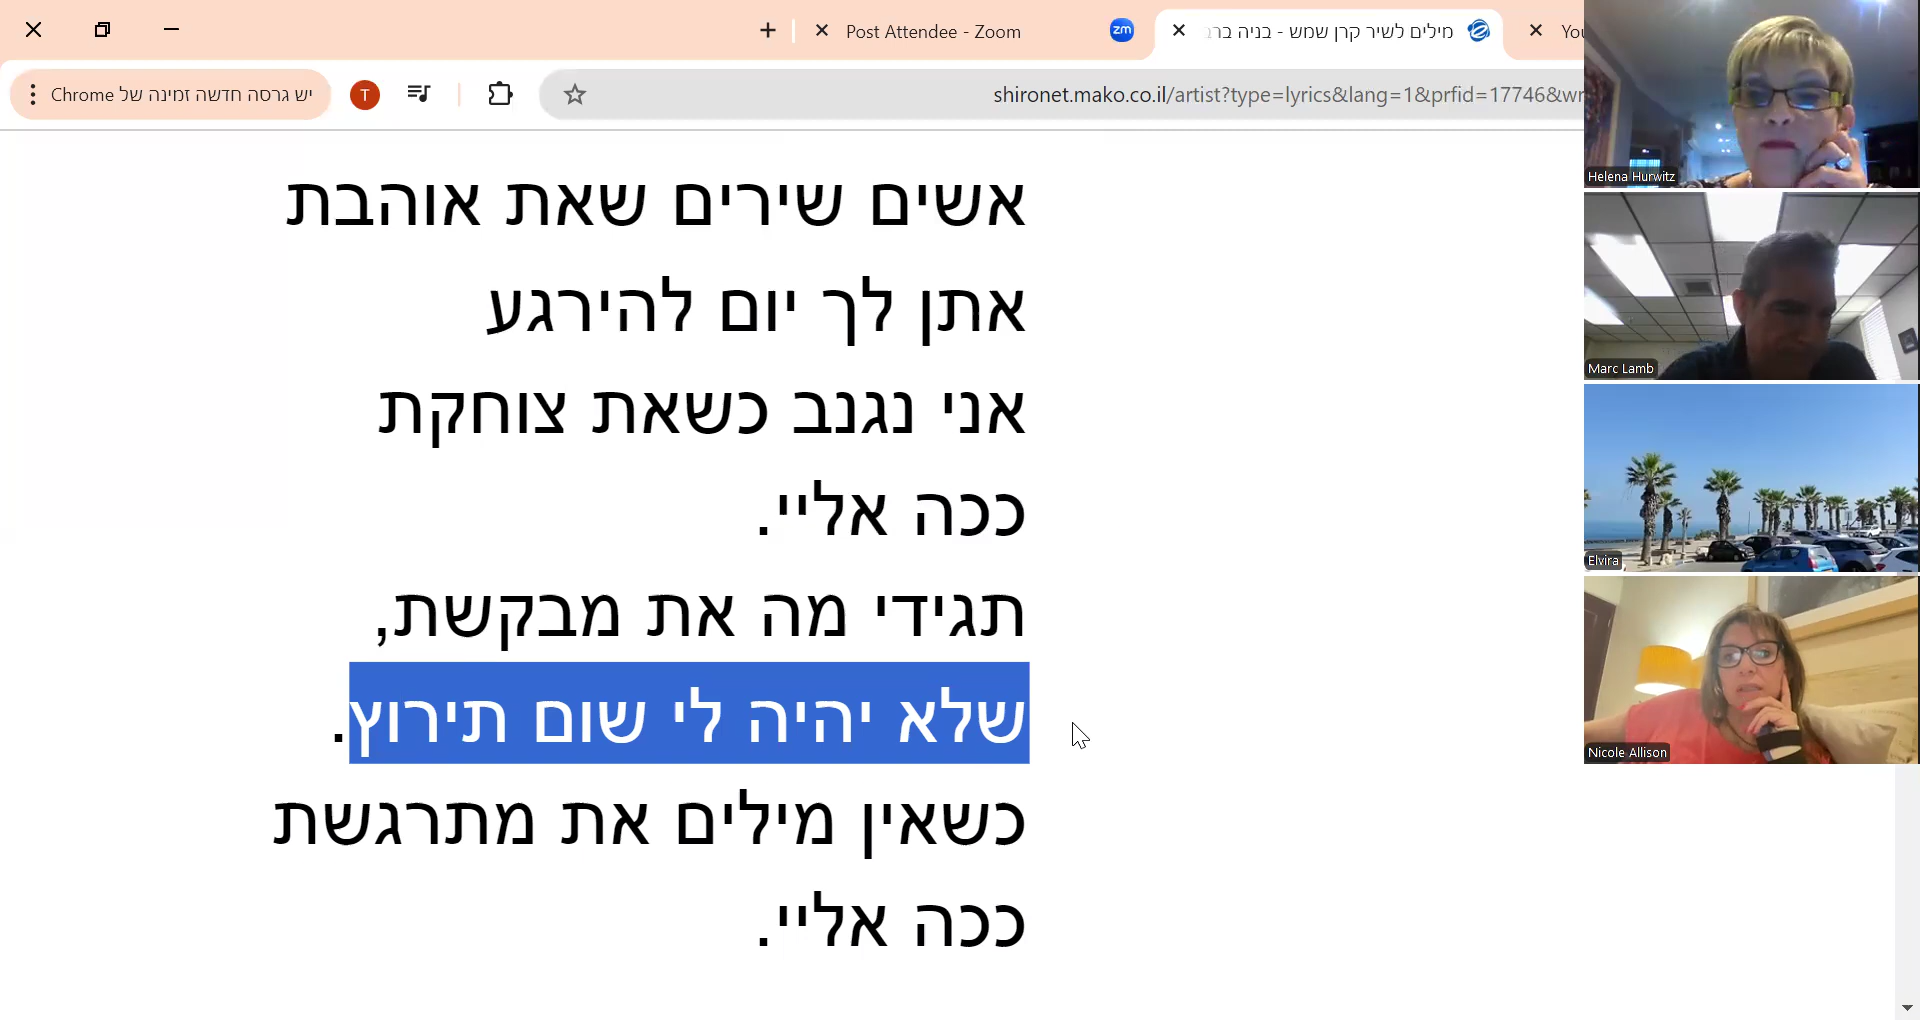 Post Attendee - Zoom
zm
מילים לשיר קרן שמש - בניה ברב
You
יש גרסה חדשה זמינה של Chrome
T
shironet.mako.co.il/artist?type=lyrics&lang=1&prfid=17746&wr
אשים שירים שאת אוהבת
אתן לך יום להירגע
אני נגנב כשאת צוחקת
ככה אליי.
תגידי מה את מבקשת,
שלא יהיה לי שום תירוץ.
כשאין מילים את מתרגשת
ככה אליי.
Helena Hurwitz
Marc Lamb
Elvira
Nicole Allison